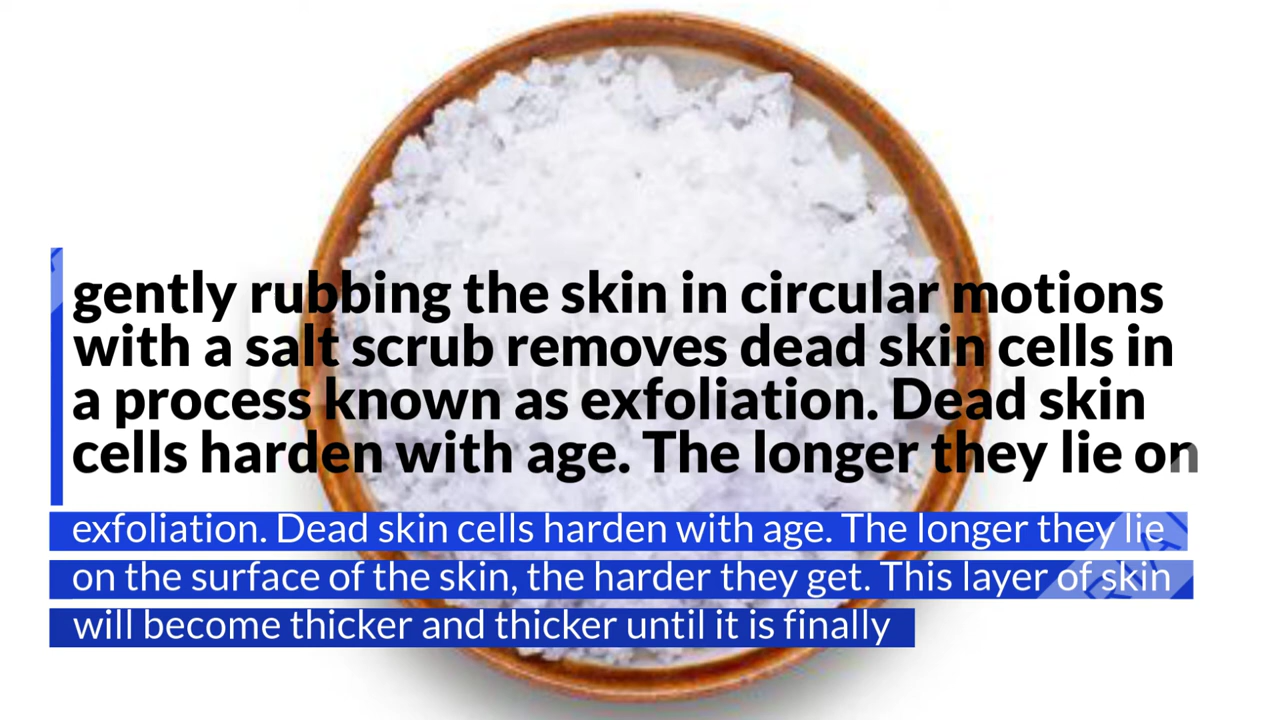 gently rubbing the skin in circular motions
with a salt scrub removes dead skin cells in
a process known as exfoliation. Dead skin
cells harden with age. The longer they lie on
exfoliation. Dead skin cells harden with age. The longer they lie
on the surface of the skin, the harder they get. This layer of skin
will become thicker and thicker until it is finally